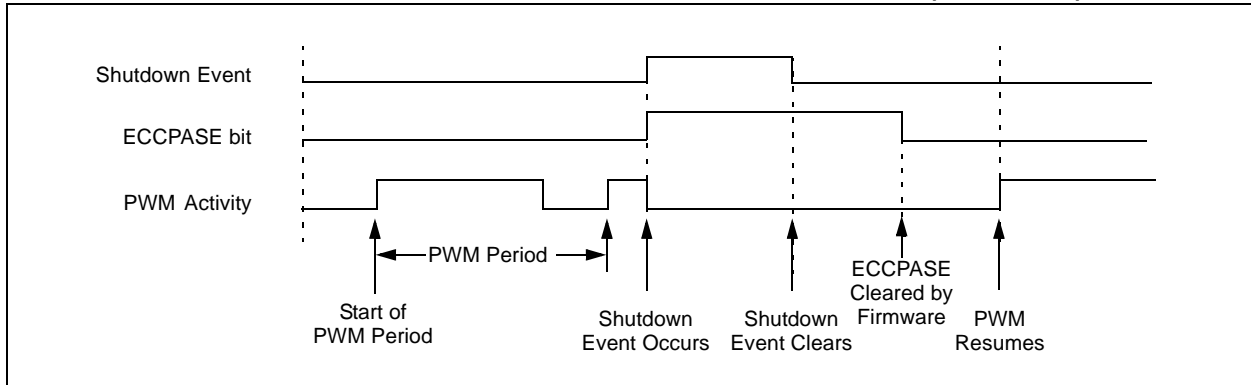 Shutdown Event
ECCPASE bit
PWM Activity
PWM Period
Start of
PWM Period
Shutdown
Event Occurs
Shutdown
Event Clears
ECCPASE
Cleared by
Firmware
PWM
Resumes